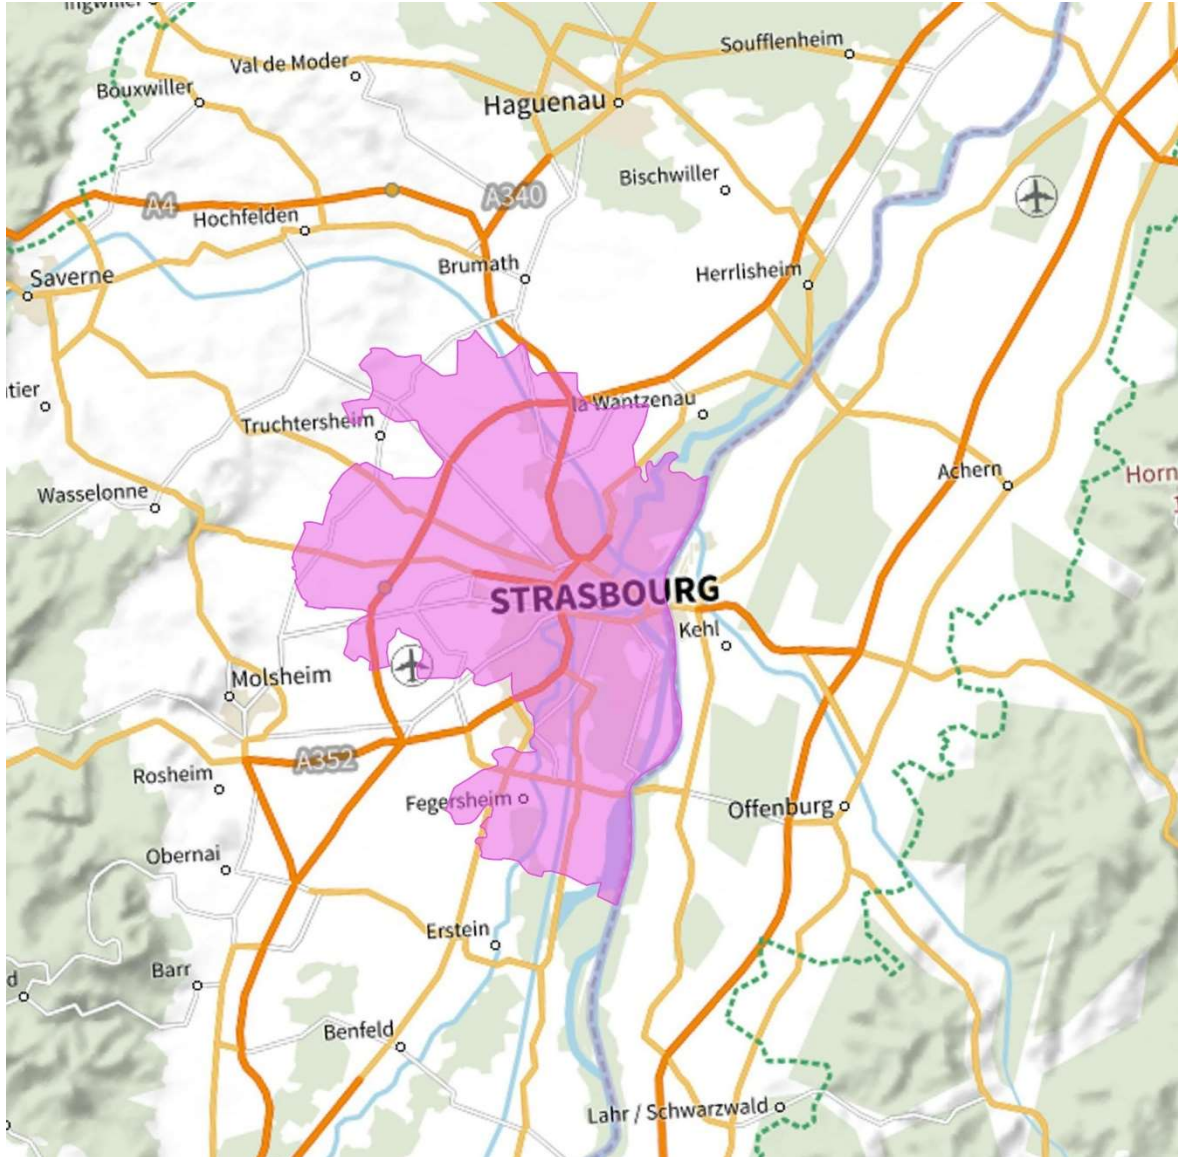 Soufflenheim
Val de Moder
Bouxwiller
Haguenau
Bischwiller
A340
A4
Hochfelden
Brumath
Herrlisheim
Saverne
tier
la Wantzenau
Truchtersheim
Achern
Horn
Wasselonne
STRASBOURG
Kehl
Molsheim
A352
Rosheim
Fegersheim
Offenburg
Obernai
Erstein
Barr
d
Benfeld
Lahr / Schwarzwald